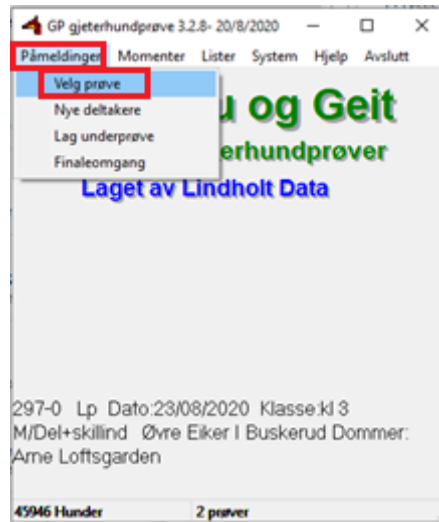 GP gjeterhundprøve 3.2.8- 20/8/2020
Påmeldinger Momenter Lister System Hjelp Avslutt
Velg prøve
Nye deltakere
Lag underprøve
Finaleomgang
og Geit
erhundprøver
Laget av Lindholt Data
297-0 Lp Dato:23/08/2020 Klasse:kl 3
M/Del+skillind Øvre Eiker I Buskerud Dommer:
Arne Loftsgarden
45946 Hunder 2 prøver